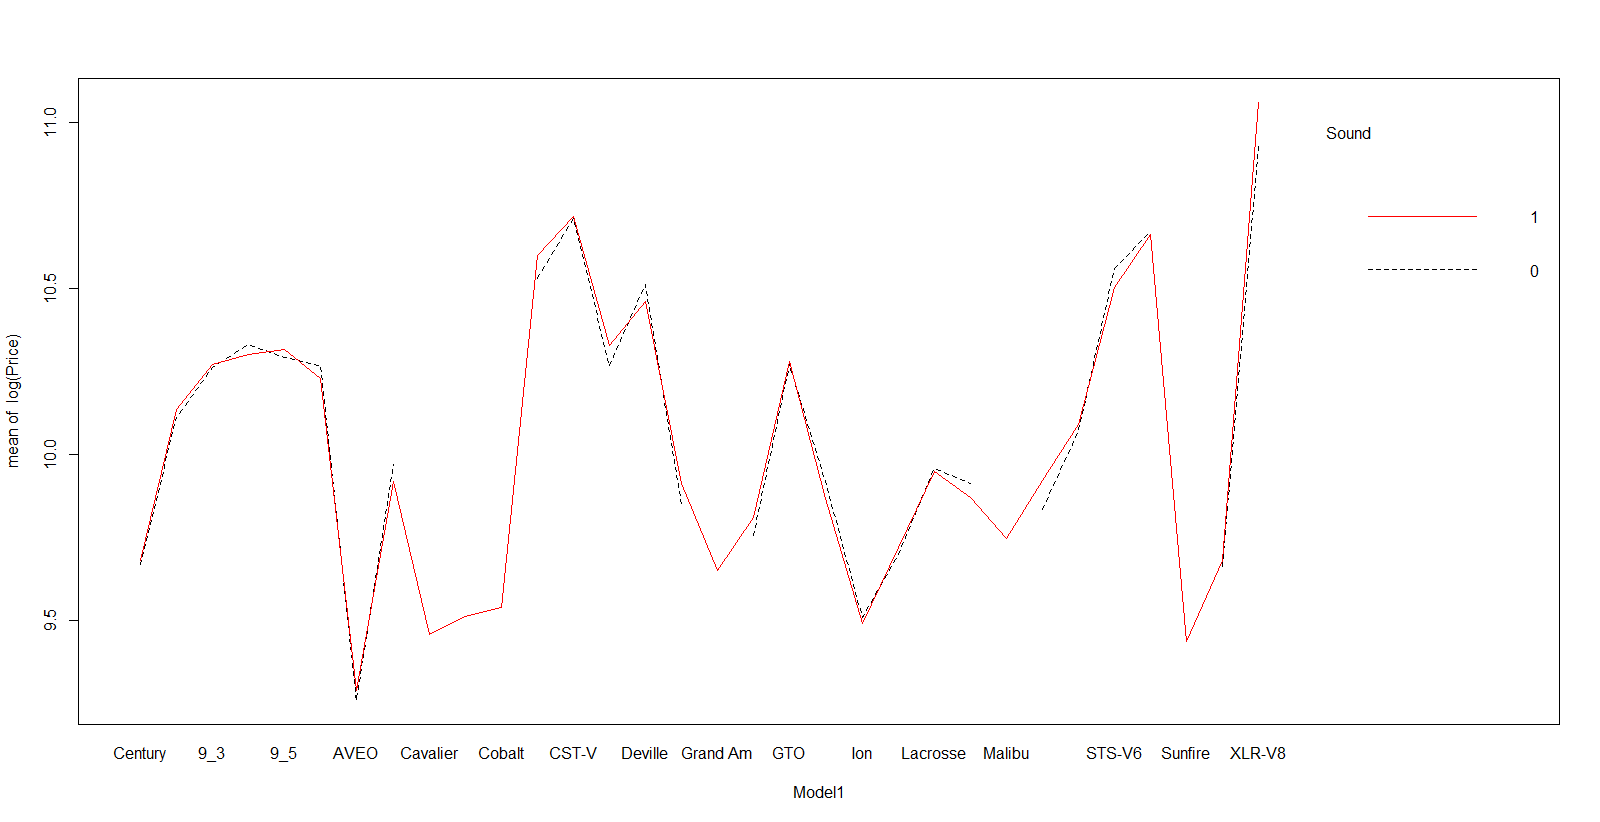 mean of log(Price)
11.0
10.5
10.0
9.5
Sound
1
0
Century 9_3 9_5 AVEO Cavalier Cobalt CST-V Deville Grand Am GTO Ion Lacrosse Malibu STS-V6 Sunfire XLR-V8
Model1